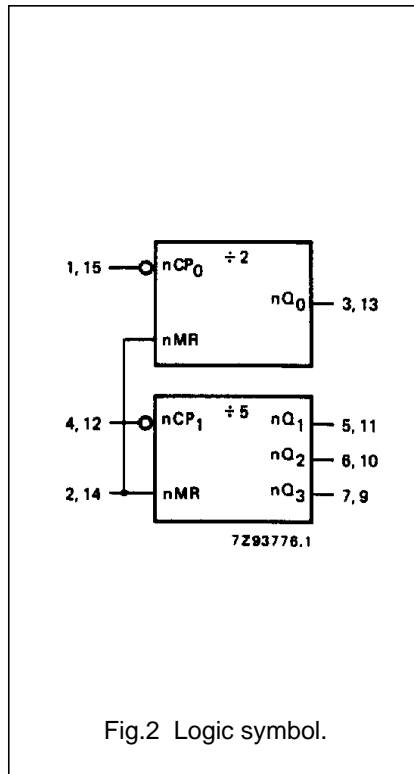 ÷2
1, 15 nCP0
nQ0 3, 13
nMR
÷5
4, 12 nCP1 nQ1 5, 11
nQ2 6, 10
2, 14 nMR nQ3 7, 9
7Z93776.1
Fig.2 Logic symbol.